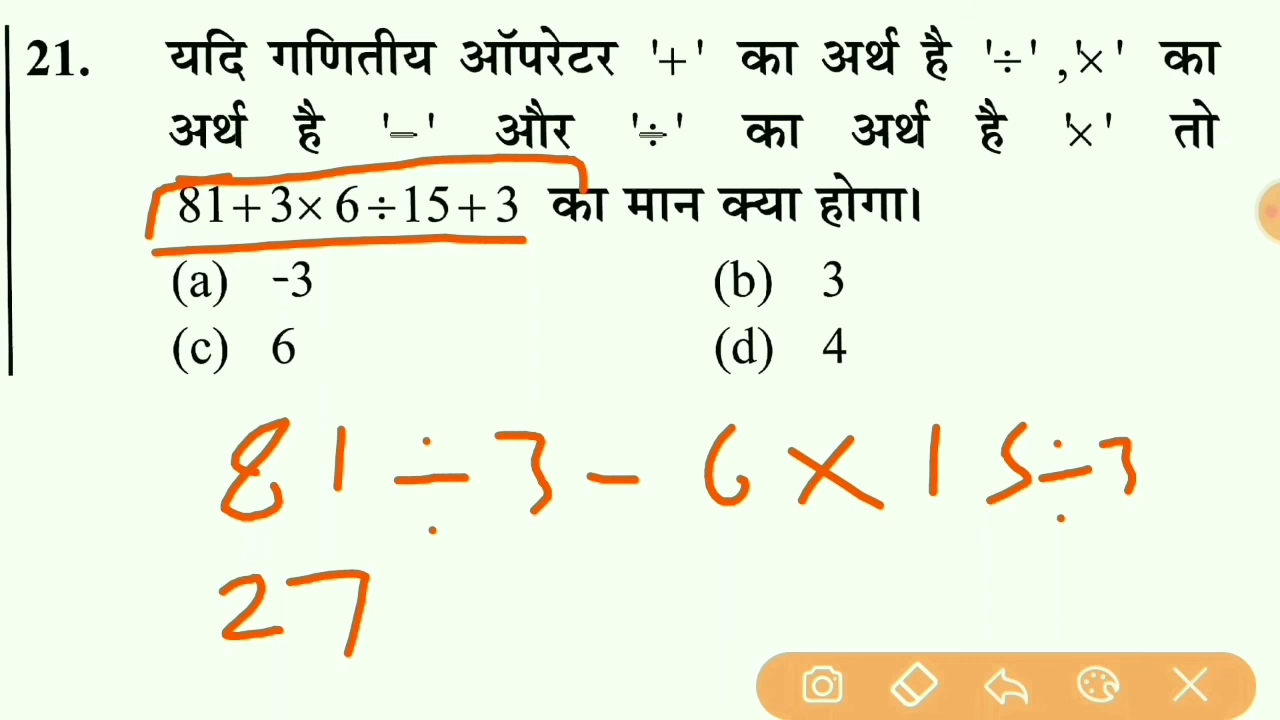 21. यदि गणितीय ऑपरेटर '+' का अर्थ है '÷' ,'×' का
अर्थ है '−' और '÷' का अर्थ है '×' तो
81+3×6÷15+3 का मान क्या होगा।
(a) -3 (b) 3
(c) 6 (d) 4
81 ÷ 3 − 6 × 15 ÷ 3
27